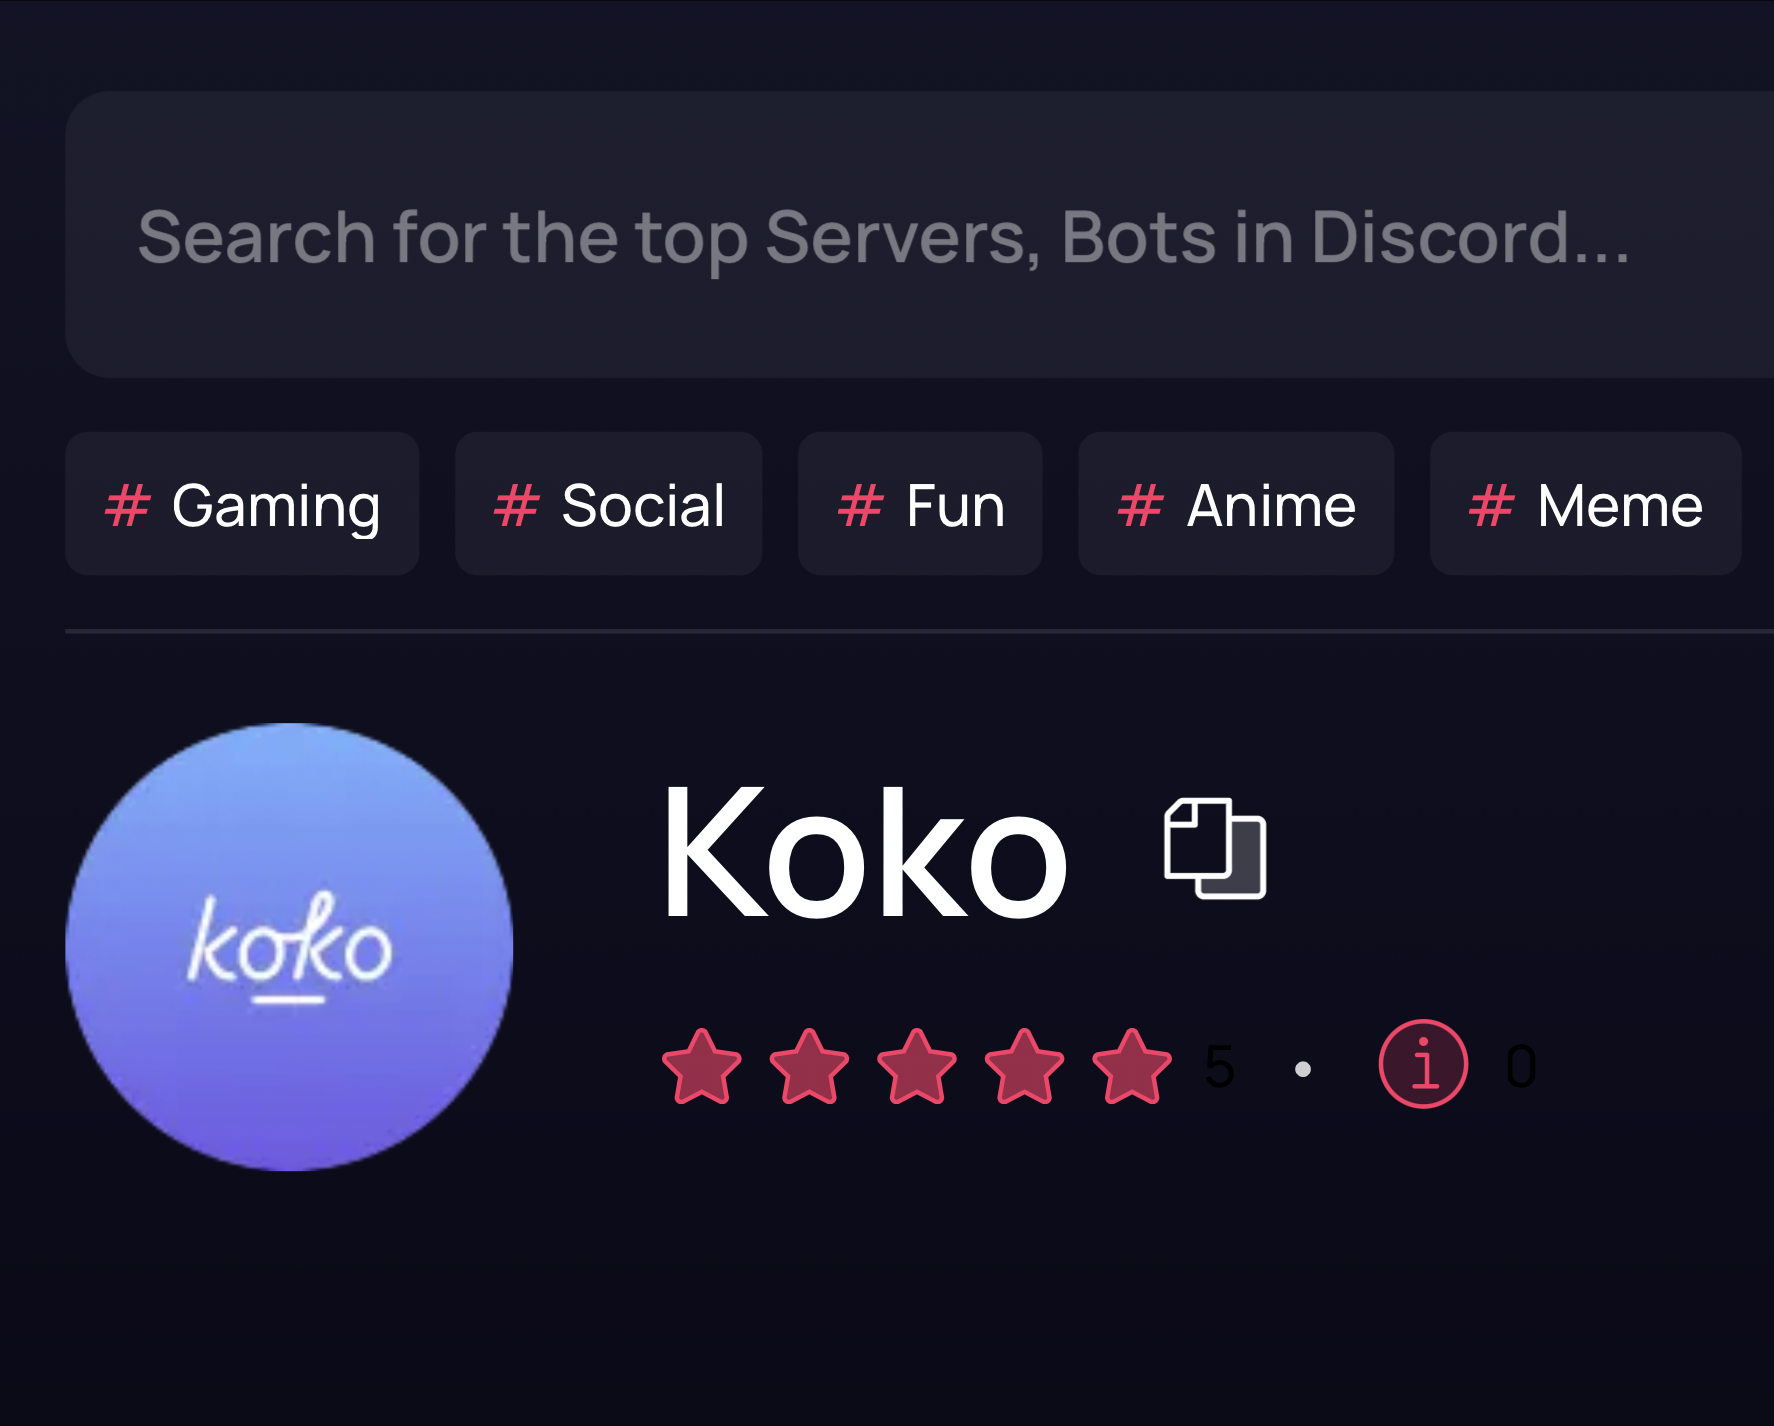 Search for the top Servers, Bots in Discord...
# Gaming # Social # Fun # Anime # Meme
koko
Koko
5 • i 0